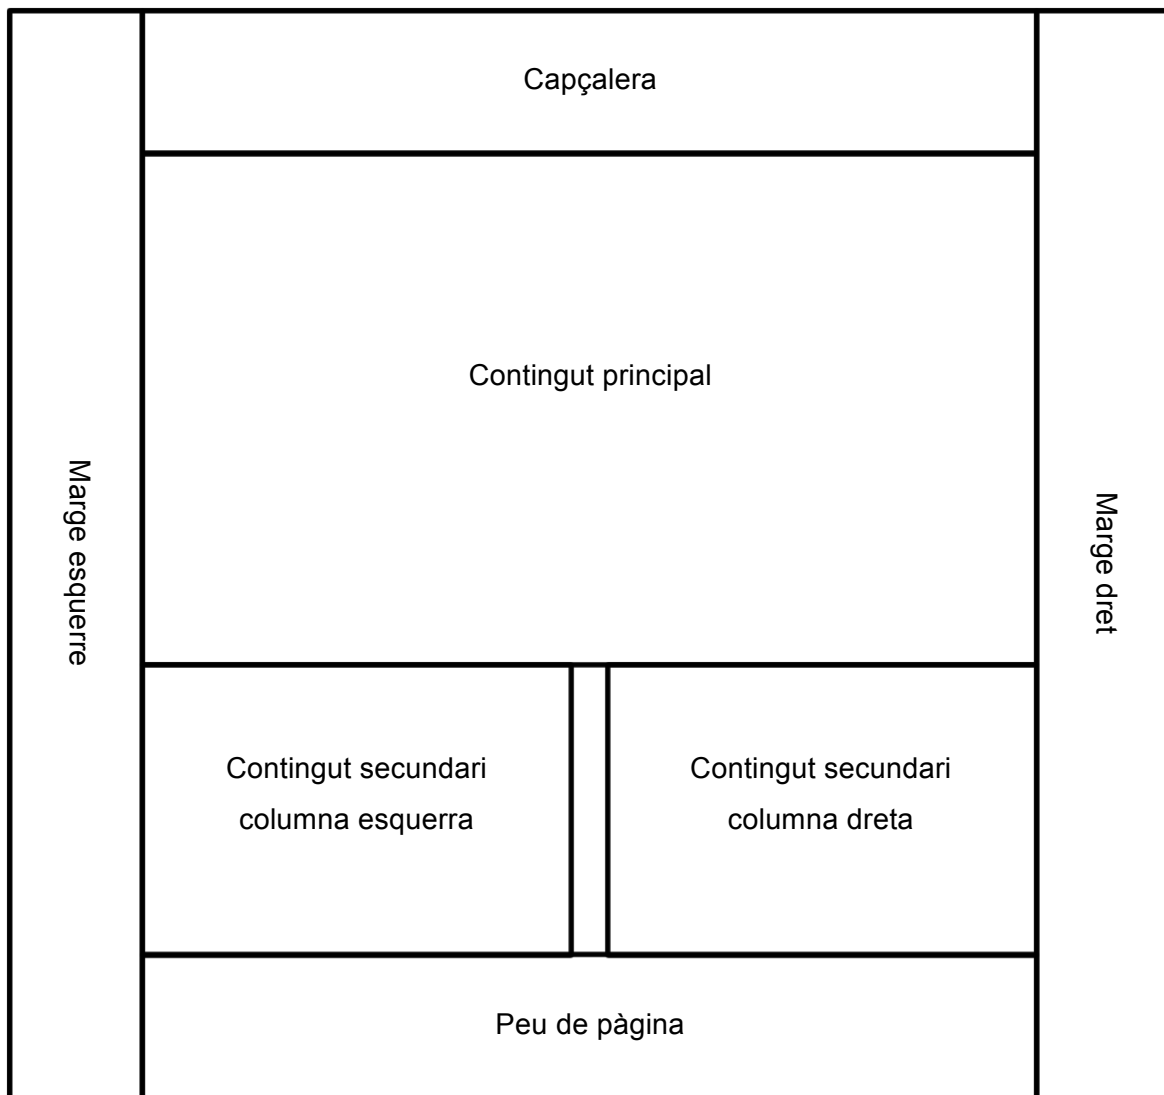 Capçalera
Contingut principal
Marge esquerre
Marge dret
Contingut secundari
columna esquerra
Contingut secundari
columna dreta
Peu de pàgina